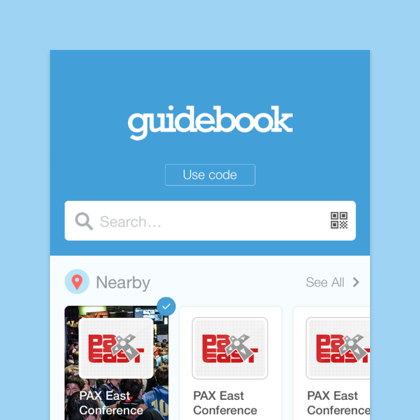 guidebook
Use code
Search...
Nearby
See All
PAX East
PAX East
PAX East
PAX East
Conference
PAX East
Conference
PAX East
Conference